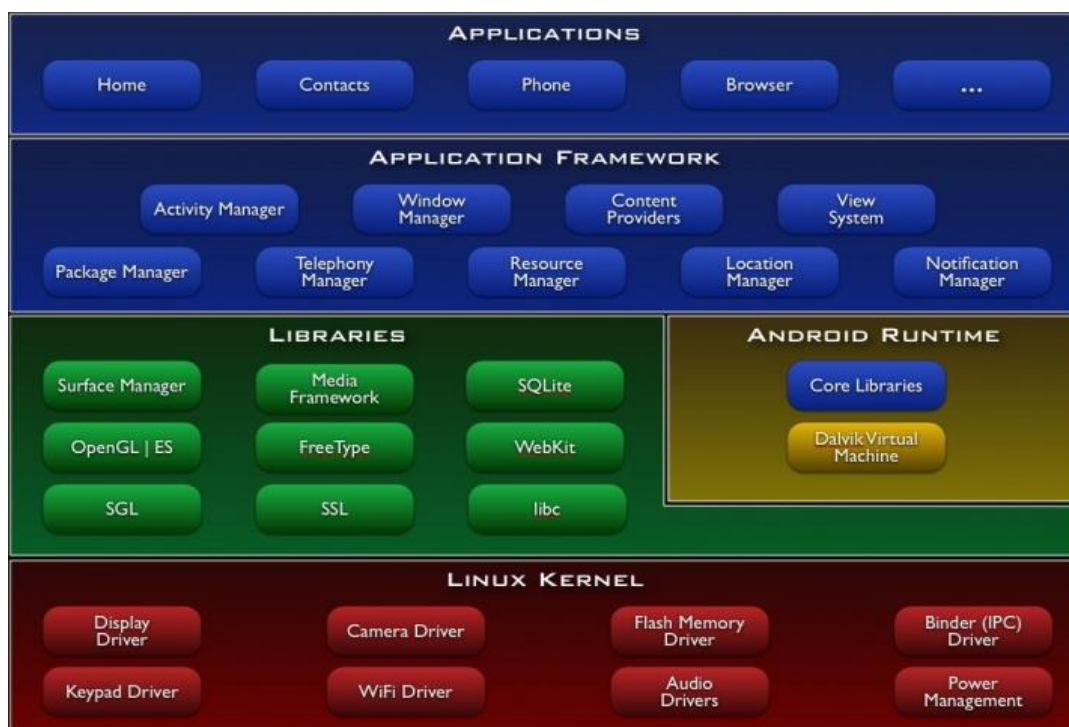 APPLICATIONS
Home
Contacts
Phone
Browser
...
APPLICATION FRAMEWORK
Activity Manager
Window
Manager
Content
Providers
View
System
Package Manager
Telephony
Manager
Resource
Manager
Location
Manager
Notification
Manager
LIBRARIES
Surface Manager
Media
Framework
SQLite
OpenGL | ES
FreeType
WebKit
SGL
SSL
libc
ANDROID RUNTIME
Core Libraries
Dalvik Virtual
Machine
LINUX KERNEL
Display
Driver
Camera Driver
Flash Memory
Driver
Binder (IPC)
Driver
Keypad Driver
WiFi Driver
Audio
Drivers
Power
Management